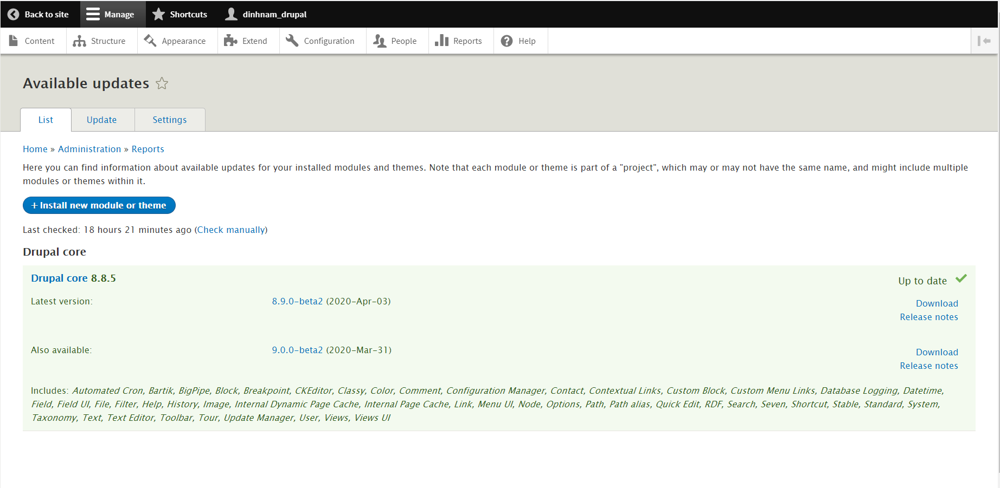 Back to site Manage Shortcuts dinhnam_drupal
Content Structure Appearance Extend Configuration People Reports Help
Available updates
List Update Settings
Home » Administration » Reports
Here you can find information about available updates for your installed modules and themes. Note that each module or theme is part of a "project", which may or may not have the same name, and might include multiple
modules or themes within it.
+ Install new module or theme
Last checked: 18 hours 21 minutes ago (Check manually)
Drupal core
Drupal core 8.8.5 Up to date
Latest version: 8.9.0-beta2 (2020-Apr-03) Download
Release notes
Also available: 9.0.0-beta2 (2020-Mar-31) Download
Release notes
Includes: Automated Cron, Bartik, BigPipe, Block, Breakpoint, CKEditor, Classy, Color, Comment, Configuration Manager, Contact, Contextual Links, Custom Block, Custom Menu Links, Database Logging, Datetime,
Field, Field UI, File, Filter, Help, History, Image, Internal Dynamic Page Cache, Internal Page Cache, Link, Menu UI, Node, Options, Path, Path alias, Quick Edit, RDF, Search, Seven, Shortcut, Stable, Standard, System,
Taxonomy, Text, Text Editor, Toolbar, Tour, Update Manager, User, Views, Views UI